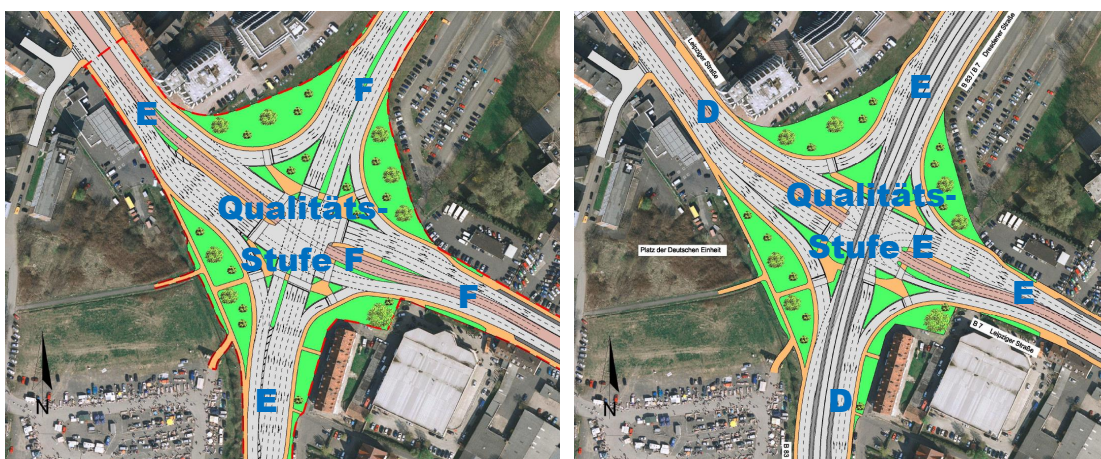 E
F
Qualitäts-
Stufe F
F
E
N
Leipziger Straße
D
E
B 83 / B 7 Dresdener Straße
Qualitäts-
Stufe E
Platz der Deutschen Einheit
E
B 7 Leipziger Straße
D
N
B 83